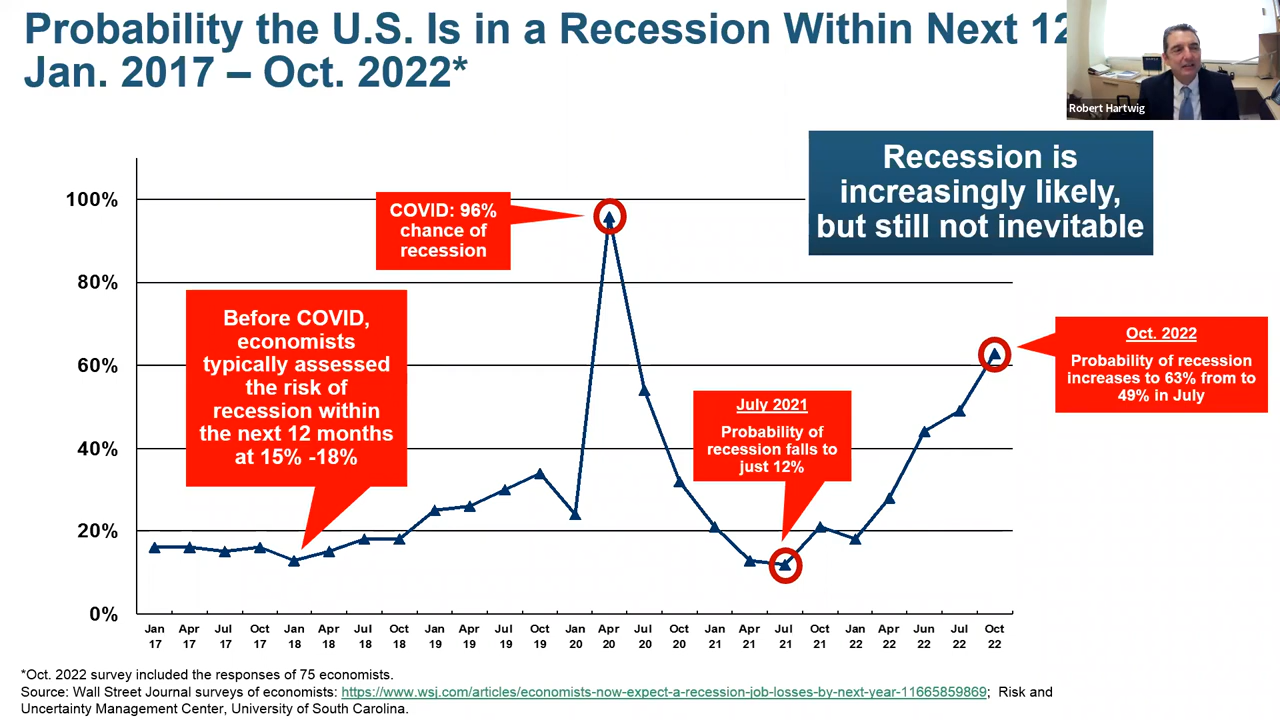 Probability the U.S. Is in a Recession Within Next 12
Jan. 2017 – Oct. 2022*
Robert Hartwig
Recession is
increasingly likely,
but still not inevitable
100%
80%
60%
40%
20%
0%
COVID: 96%
chance of
recession
Before COVID,
economists
typically assessed
the risk of
recession within
the next 12 months
at 15% -18%
July 2021
Probability of
recession falls to
just 12%
Oct. 2022
Probability of recession
increases to 63% from to
49% in July
Jan Apr Jul Oct Jan Apr Jul Oct Jan Apr Jul Oct Jan Apr Jul Oct Jan Apr Jul Oct Jan Apr Jun Jul Oct
17 17 17 17 18 18 18 18 19 19 19 19 20 20 20 20 21 21 21 21 22 22 22 22 22
*Oct. 2022 survey included the responses of 75 economists.
Source: Wall Street Journal surveys of economists: https://www.wsj.com/articles/economists-now-expect-a-recession-job-losses-by-next-year-11665859869; Risk and
Uncertainty Management Center, University of South Carolina.